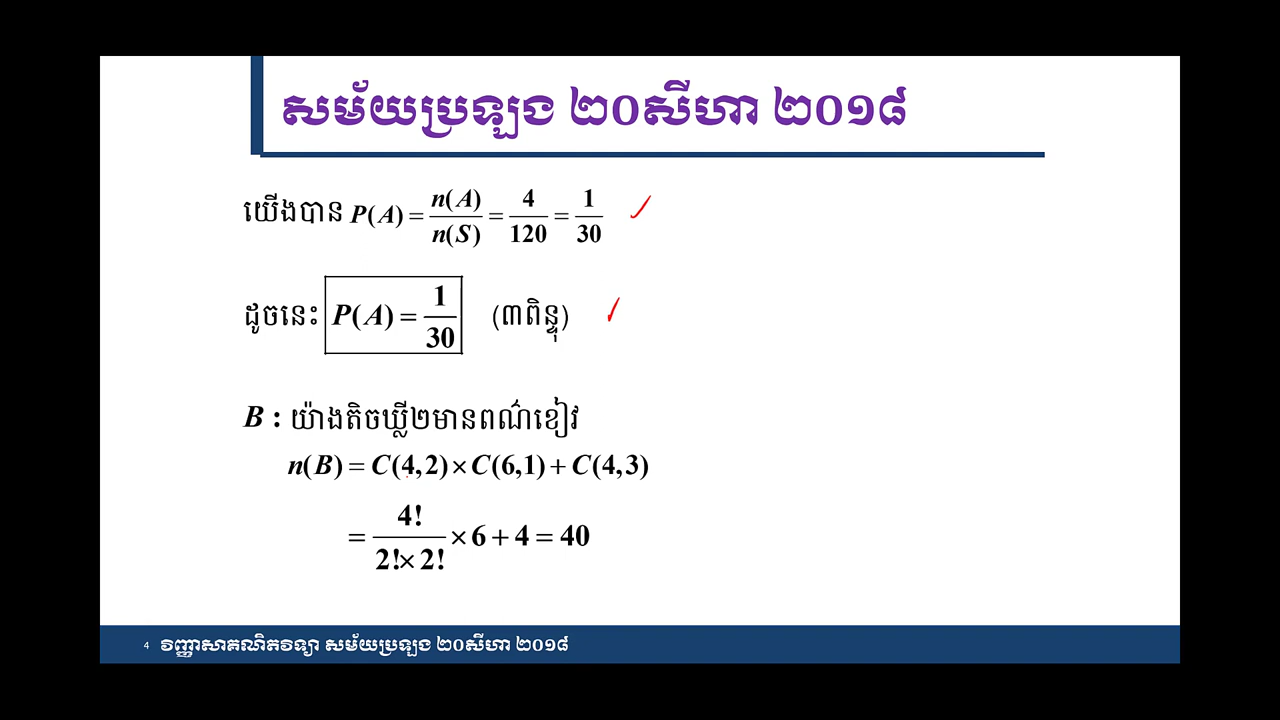 សម័យប្រឡង ២០សីហា ២០១៨
យើងបាន P(A) = n(A)/n(S) = 4/120 = 1/30
ដូចនេះ P(A) = 1/30 (៣ពិន្ទុ)
B : យ៉ាងតិចឃ្លី២មានពណ៌ខៀវ
n(B) = C(4,2)×C(6,1)+C(4,3)
= 4!/(2!×2!) ×6+4=40
4 វិញ្ញាសាគណិតវិទ្យា សម័យប្រឡង ២០សីហា ២០១៨